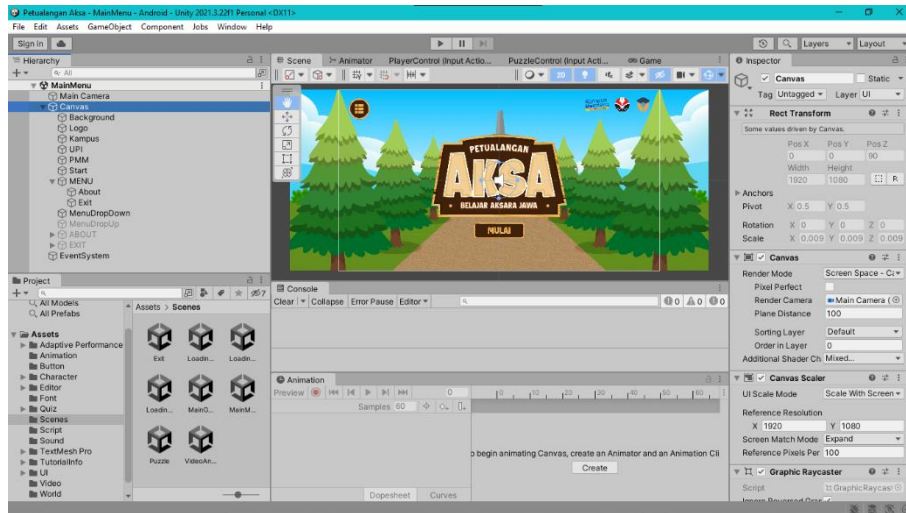 Petualangan Aksa - MainMenu - Android - Unity 2021.3.22f1 Personal <DX11>
File Edit Assets GameObject Component Jobs Window Help
Sign in
Layers
Layout
Hierarchy
All
MainMenu
Main Camera
Canvas
Background
Logo
Kampus
UPI
PMM
Start
MENU
About
Exit
MenuDropDown
MenuDropUp
ABOUT
EXIT
EventSystem
Scene Animator PlayerControl (Input Actio... PuzzleControl (Input Acti... Game
2D
PETUALANGAN
AKSA
BELAJAR AKSARA JAWA
MULAI
Inspector
Canvas Static
Tag Untagged Layer UI
Rect Transform
Some values driven by Canvas.
Pos X Pos Y Pos Z
0 0 90
Width Height
1920 1080 R
Anchors
Pivot X 0.5 Y 0.5
Rotation X 0 Y 0 Z 0
Scale X 0.009 Y 0.009 Z 0.009
Canvas
Render Mode Screen Space - Ca
Pixel Perfect
Render Camera Main Camera (
Plane Distance 100
Sorting Layer Default
Order in Layer 0
Additional Shader Ch Mixed...
Canvas Scaler
UI Scale Mode Scale With Screen
Reference Resolution
X 1920 Y 1080
Screen Match Mode Expand
Reference Pixels Per 100
Graphic Raycaster
Script GraphicRaycas
Project
All Models
All Prefabs
Assets
Adaptive Performance
Animation
Button
Character
Editor
Font
Quiz
Scenes
Script
Sound
TextMesh Pro
TutorialInfo
UI
Video
World
Assets > Scenes
Exit Loadin... Loadin...
Loadin... MainG... MainM...
Puzzle VideoAn...
Console
Clear Collapse Error Pause Editor
0 0 0
Animation
Preview 0
Samples 60
0 10 20 30 40 50 60
o begin animating Canvas, create an Animator and an Animation Cli
Create
Dopesheet Curves